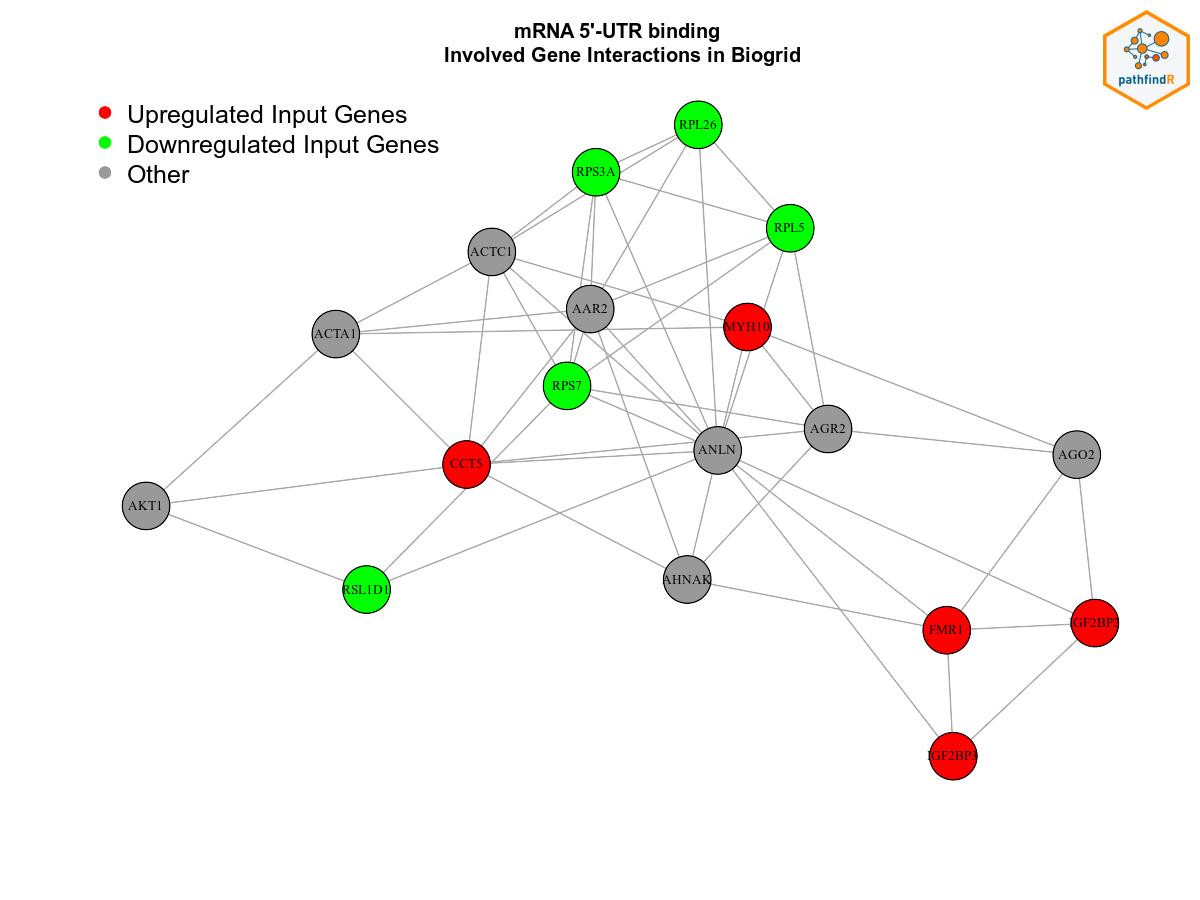 mRNA 5'-UTR binding
Involved Gene Interactions in Biogrid
pathfindR
Upregulated Input Genes
Downregulated Input Genes
Other
RPL26
RPS3A
RPL5
ACTC1
AAR2
MYH10
ACTA1
RPS7
AGR2
ANLN
AGO2
CCT5
AKT1
AHNAK
RSL1D1
IGF2BP2
FMR1
IGF2BP3